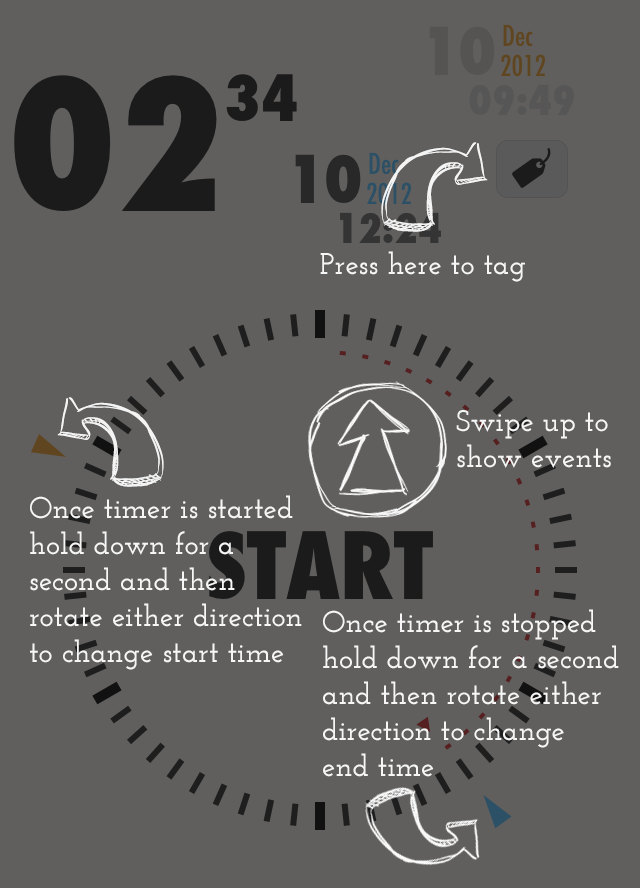 10 Dec
2012
09:49
02 34
10 Dec
2012
12:24
Press here to tag
Swipe up to
show events
Once timer is started
hold down for a
second and then
rotate either direction
to change start time
START
Once timer is stopped
hold down for a second
and then rotate either
direction to change
end time